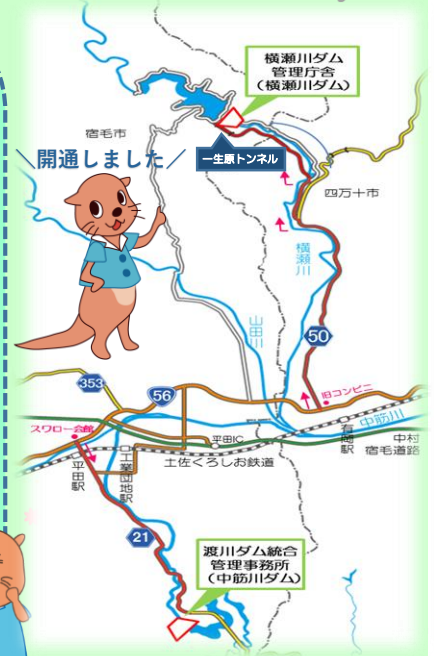 横瀬川ダム
管理庁舎
(横瀬川ダム)
宿毛市
＼開通しました／
一生原トンネル
四万十市
横瀬川
山田川
50
353
56
旧コンビニ
スワロー会館
中筋川
平田IC
有岡駅
中村
宿毛道路
土佐くろしお鉄道
平田駅
工業団地駅
21
渡川ダム統合
管理事務所
(中筋川ダム)